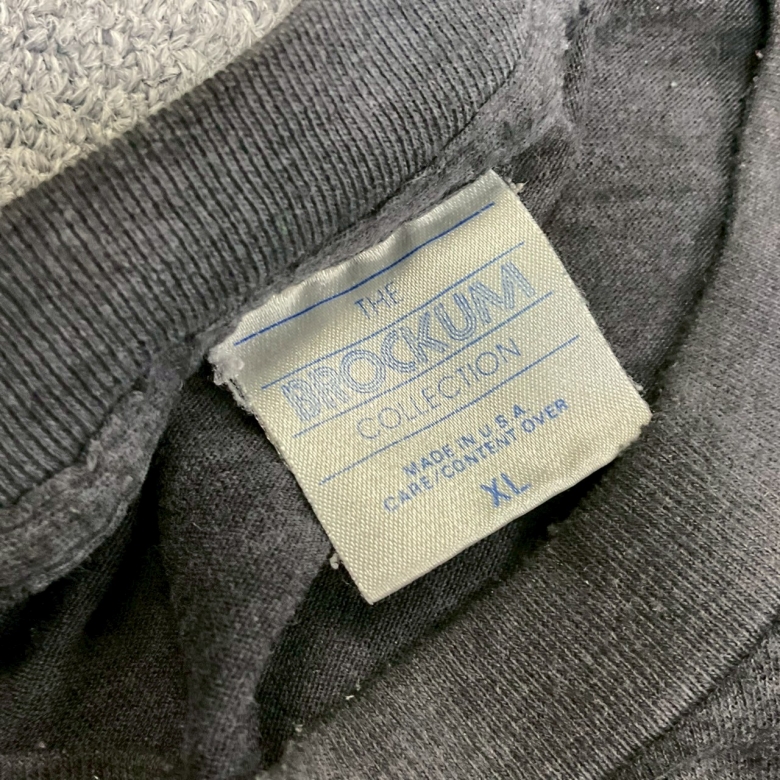 THE
BROCKUM
COLLECTION
MADE IN U.S.A.
CARE/CONTENT OVER
XL